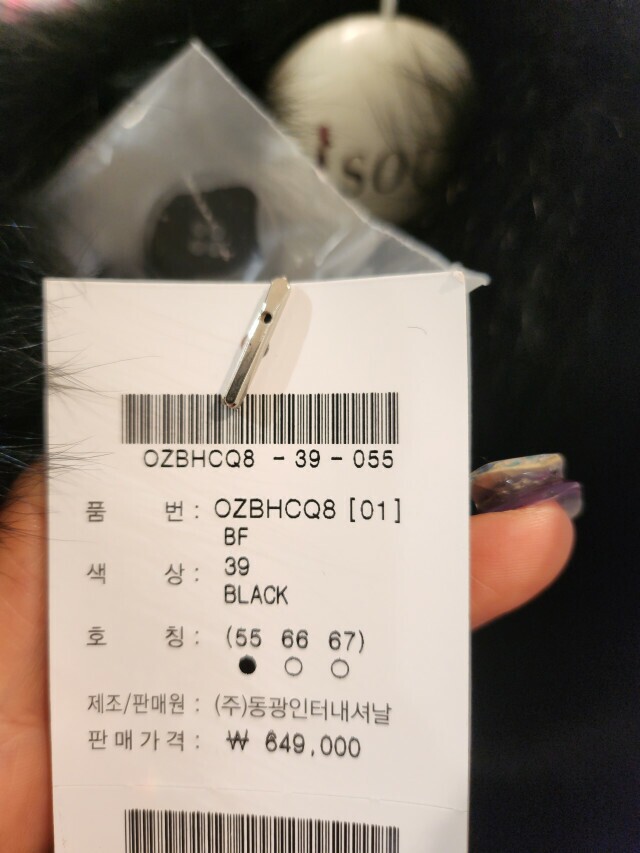 OZBHCQ8 - 39 - 055
품 번 : OZBHCQ8 [01]
BF
색 상 : 39
BLACK
호 칭 : (55 66 67)
제조/판매원 : (주)동광인터내셔날
판매가격 : ₩ 649,000